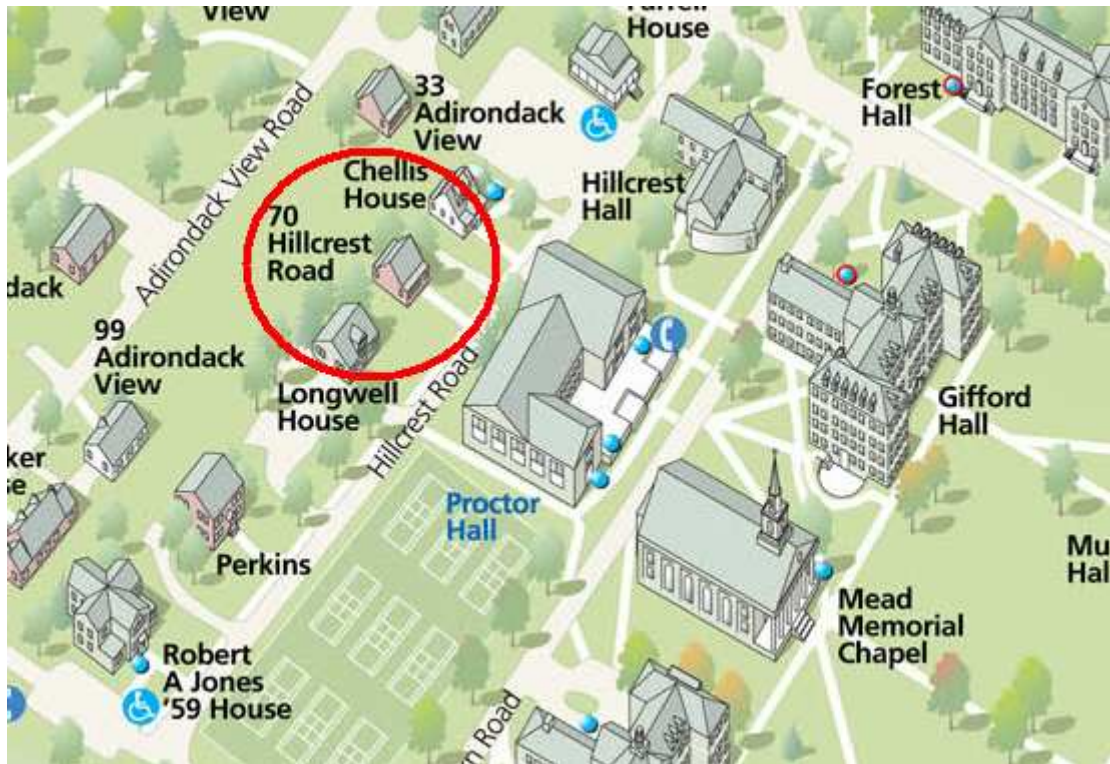 View
Farrell
House
33
Adirondack
View
Forest
Hall
Adirondack View Road
Chellis
House
Hillcrest
Hall
70
Hillcrest
Road
dack
99
Adirondack
View
Longwell
House
Hillcrest Road
Gifford
Hall
ker
se
Proctor
Hall
Perkins
Mu
Hal
Mead
Memorial
Chapel
Robert
A Jones
'59 House
n Road